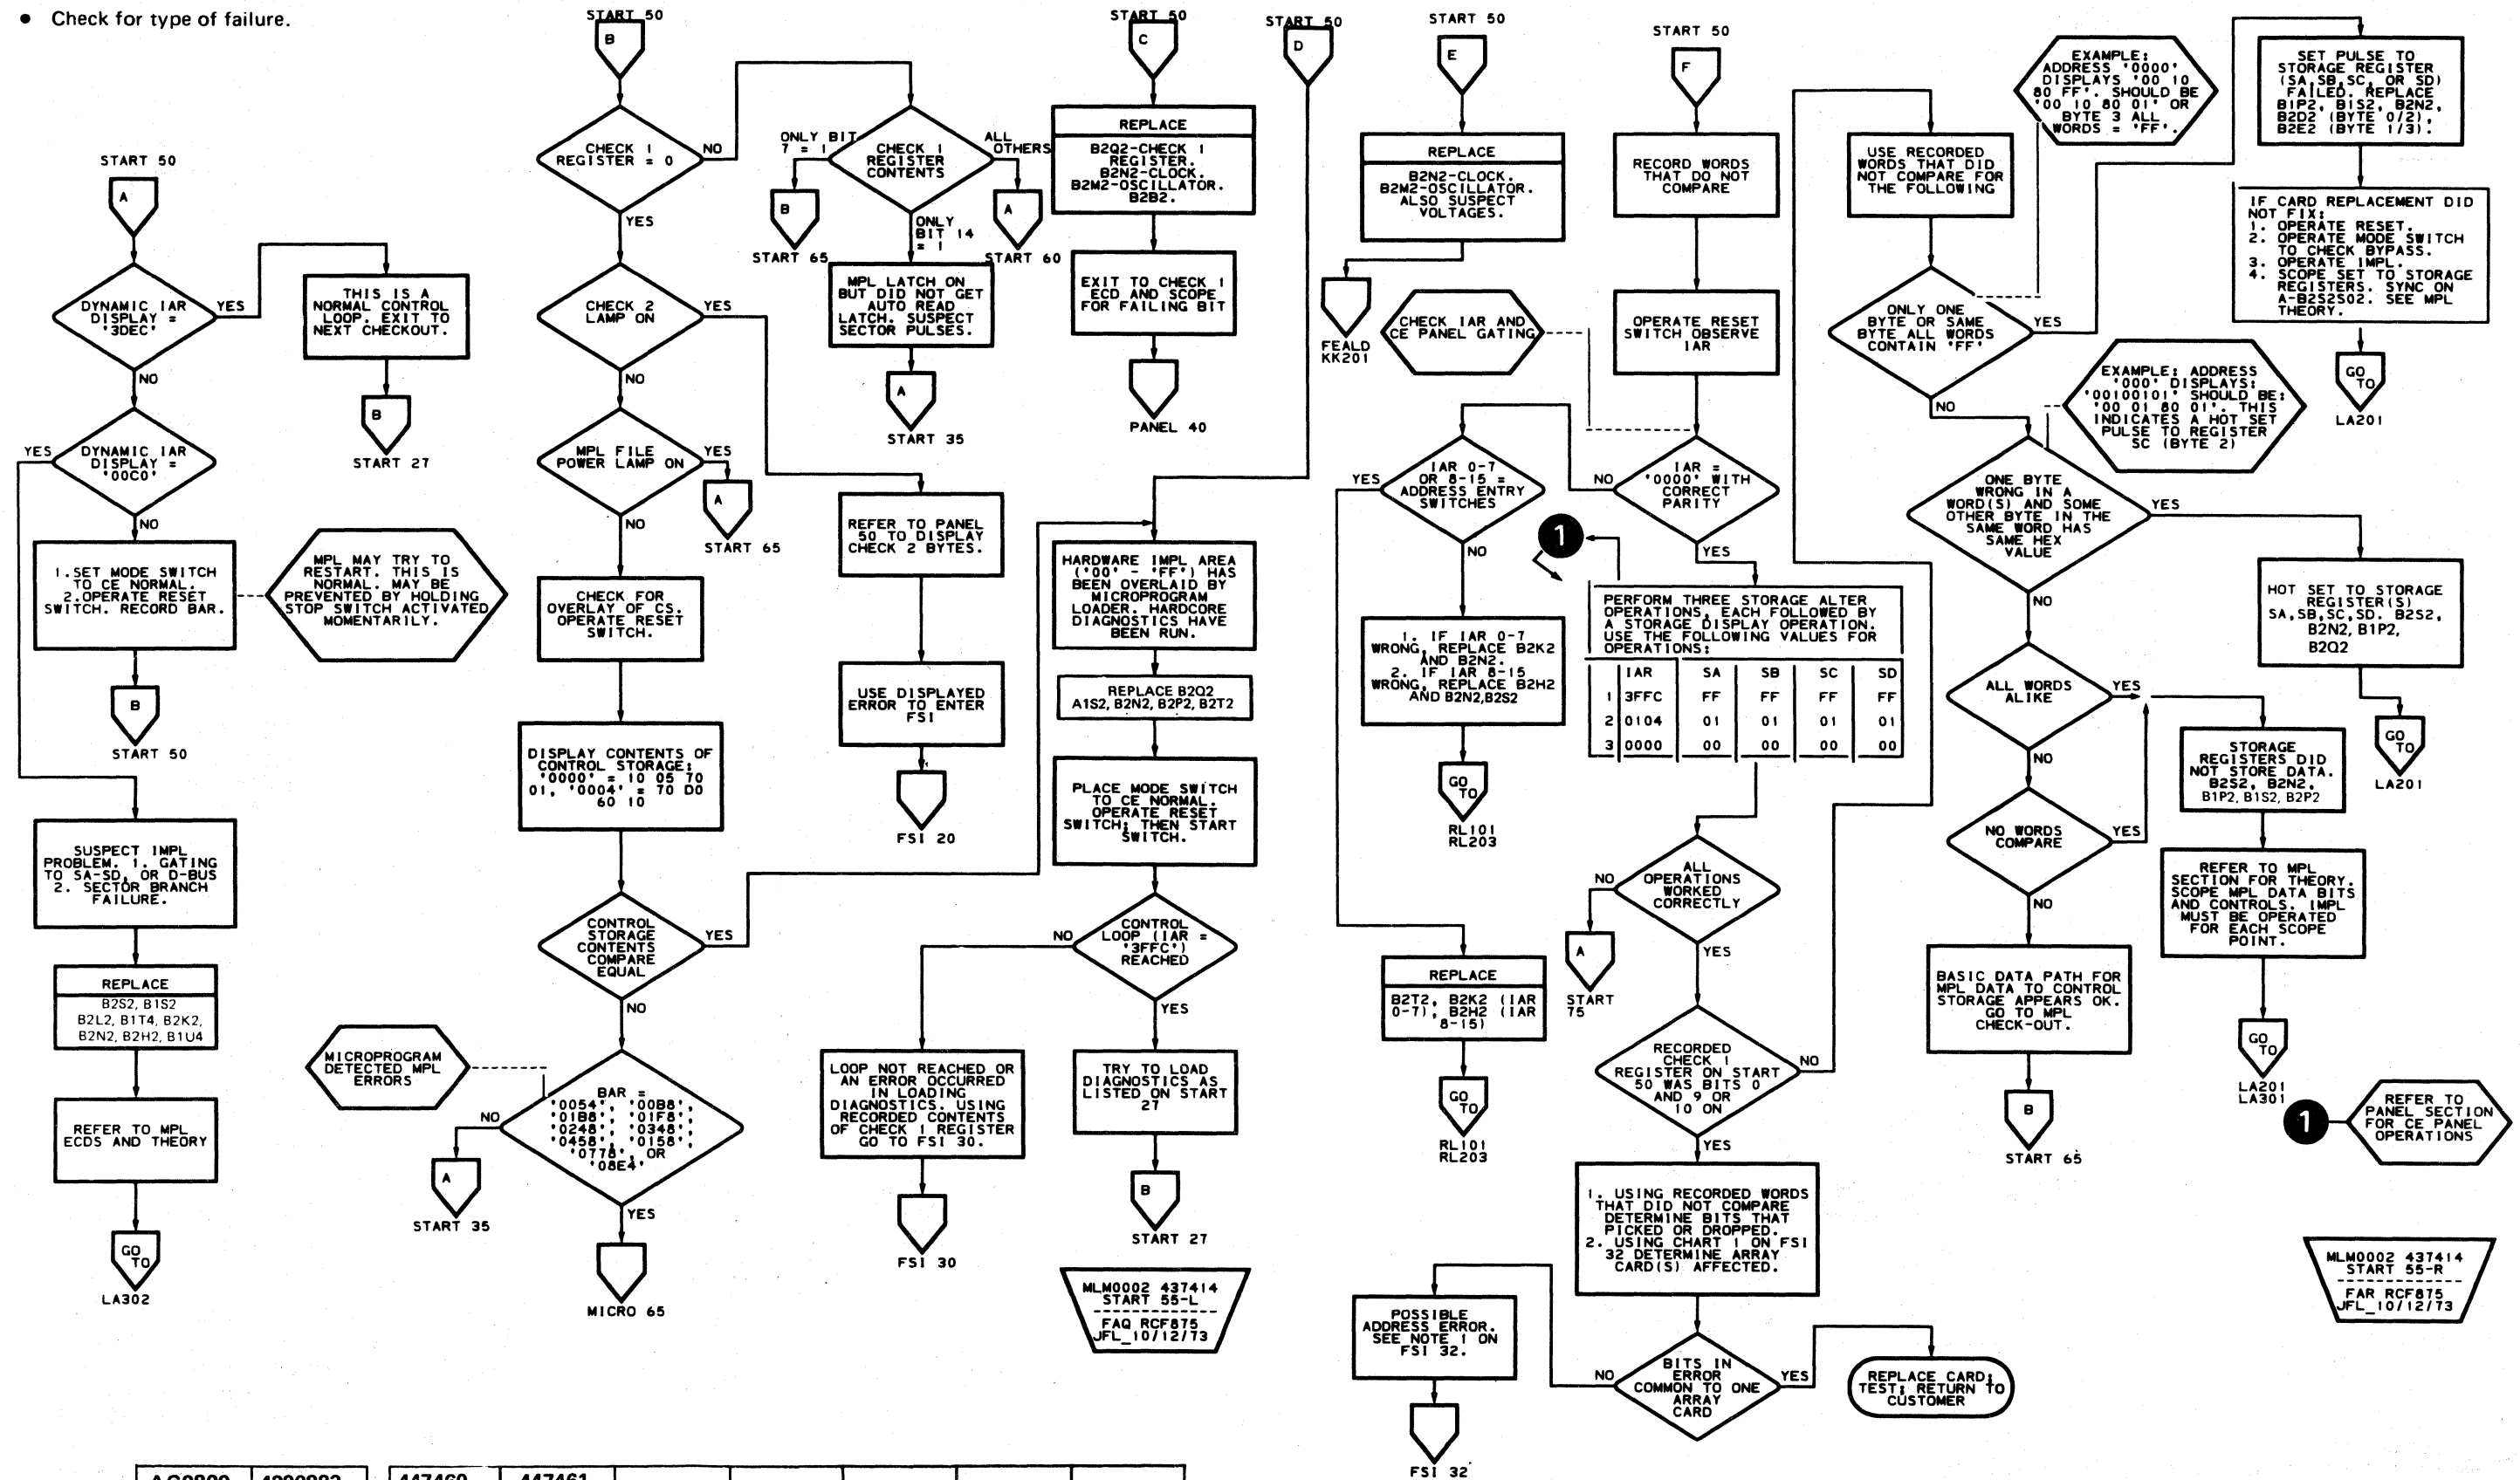 • Check for type of failure.
START 50
A
DYNAMIC IAR
DISPLAY =
'3DEC'
YES
NO
THIS IS A
NORMAL CONTROL
LOOP. EXIT TO
NEXT CHECKOUT.
B
START 27
DYNAMIC IAR
DISPLAY =
'00C0'
YES
NO
1.SET MODE SWITCH
TO CE NORMAL.
2.OPERATE RESET
SWITCH. RECORD BAR.
MPL MAY TRY TO
RESTART. THIS IS
NORMAL. MAY BE
PREVENTED BY HOLDING
STOP SWITCH ACTIVATED
MOMENTARILY.
B
START 50
SUSPECT IMPL
PROBLEM. 1. GATING
TO SA-SD, OR D-BUS
2. SECTOR BRANCH
FAILURE.
REPLACE
B2S2, B1S2
B2L2, B1T4, B2K2,
B2N2, B2H2, B1U4
REFER TO MPL
ECDS AND THEORY
GO
TO
LA302
START 50
B
CHECK 1
REGISTER = 0
NO
YES
CHECK 1
REGISTER
CONTENTS
ONLY BIT
7 = 1
ALL
OTHERS
B
START 65
ONLY
BIT 14
= 1
A
START 60
MPL LATCH ON
BUT DID NOT GET
AUTO READ
LATCH. SUSPECT
SECTOR PULSES.
A
START 35
CHECK 2
LAMP ON
YES
NO
MPL FILE
POWER LAMP ON
YES
NO
A
START 65
REFER TO PANEL
50 TO DISPLAY
CHECK 2 BYTES.
USE DISPLAYED
ERROR TO ENTER
FSI
FSI 20
CHECK FOR
OVERLAY OF CS.
OPERATE RESET
SWITCH.
DISPLAY CONTENTS OF
CONTROL STORAGE;
'0000' = 10 05 70
01, '0004' = 70 D0
60 10
CONTROL
STORAGE
CONTENTS
COMPARE
EQUAL
YES
NO
MICROPROGRAM
DETECTED MPL
ERRORS
BAR =
'0054', '00B8',
'01B8', '01F8',
'0248', '0348',
'0458', '0158',
'0778', OR
'08E4'
NO
YES
A
START 35
MICRO 65
START 50
C
REPLACE
B2Q2-CHECK 1
REGISTER.
B2N2-CLOCK.
B2M2-OSCILLATOR.
B2B2.
EXIT TO CHECK 1
ECD AND SCOPE
FOR FAILING BIT
PANEL 40
START 50
D
HARDWARE IMPL AREA
('00' - 'FF') HAS
BEEN OVERLAID BY
MICROPROGRAM
LOADER. HARDCORE
DIAGNOSTICS HAVE
BEEN RUN.
REPLACE B2Q2
A1S2, B2N2, B2P2, B2T2
PLACE MODE SWITCH
TO CE NORMAL.
OPERATE RESET
SWITCH; THEN START
SWITCH.
CONTROL
LOOP (IAR =
'3FFC')
REACHED
NO
YES
LOOP NOT REACHED OR
AN ERROR OCCURRED
IN LOADING
DIAGNOSTICS. USING
RECORDED CONTENTS
OF CHECK 1 REGISTER
GO TO FSI 30.
FSI 30
TRY TO LOAD
DIAGNOSTICS AS
LISTED ON START
27
B
START 27
MLM0002 437414
START 55-L
FAQ RCF875
JFL_10/12/73
START 50
E
REPLACE
B2N2-CLOCK.
B2M2-OSCILLATOR.
ALSO SUSPECT
VOLTAGES.
FEALD
KK201
START 50
F
RECORD WORDS
THAT DO NOT
COMPARE
OPERATE RESET
SWITCH OBSERVE
IAR
CHECK IAR AND
CE PANEL GATING
IAR =
'0000' WITH
CORRECT
PARITY
NO
YES
IAR 0-7
OR 8-15 =
ADDRESS ENTRY
SWITCHES
YES
NO
1. IF IAR 0-7
WRONG, REPLACE B2K2
AND B2N2.
2. IF IAR 8-15
WRONG, REPLACE B2H2
AND B2N2,B2S2
GO
TO
RL101
RL203
REPLACE
B2T2, B2K2 (IAR
0-7), B2H2 (IAR
8-15)
GO
TO
RL101
RL203
1
PERFORM THREE STORAGE ALTER
OPERATIONS, EACH FOLLOWED BY
A STORAGE DISPLAY OPERATION.
USE THE FOLLOWING VALUES FOR
OPERATIONS:
IAR SA SB SC SD
1 3FFC FF FF FF FF
2 0104 01 01 01 01
3 0000 00 00 00 00
ALL
OPERATIONS
WORKED
CORRECTLY
NO
YES
A
START
75
RECORDED
CHECK 1
REGISTER ON START
50 WAS BITS 0
AND 9 OR
10 ON
NO
YES
1. USING RECORDED WORDS
THAT DID NOT COMPARE
DETERMINE BITS THAT
PICKED OR DROPPED.
2. USING CHART 1 ON FSI
32 DETERMINE ARRAY
CARD(S) AFFECTED.
BITS IN
ERROR
COMMON TO ONE
ARRAY
CARD
NO
YES
POSSIBLE
ADDRESS ERROR.
SEE NOTE 1 ON
FSI 32.
FSI 32
REPLACE CARD;
TEST; RETURN TO
CUSTOMER
USE RECORDED
WORDS THAT DID
NOT COMPARE FOR
THE FOLLOWING
EXAMPLE:
ADDRESS '0000'
DISPLAYS '00 10
80 FF'. SHOULD BE
'00 10 80 01' OR
BYTE 3 ALL
WORDS = 'FF'.
ONLY ONE
BYTE OR SAME
BYTE ALL WORDS
CONTAIN 'FF'
YES
NO
SET PULSE TO
STORAGE REGISTER
(SA,SB,SC, OR SD)
FAILED. REPLACE
B1P2, B1S2, B2N2,
B2D2 (BYTE 0/2),
B2E2 (BYTE 1/3).
IF CARD REPLACEMENT DID
NOT FIX:
1. OPERATE RESET.
2. OPERATE MODE SWITCH
TO CHECK BYPASS.
3. OPERATE IMPL.
4. SCOPE SET TO STORAGE
REGISTERS. SYNC ON
A-B2S2S02. SEE MPL
THEORY.
GO
TO
LA201
EXAMPLE: ADDRESS
'000' DISPLAYS:
'00100101' SHOULD BE:
'00 01 80 01'. THIS
INDICATES A HOT SET
PULSE TO REGISTER
SC (BYTE 2)
ONE BYTE
WRONG IN A
WORD(S) AND SOME
OTHER BYTE IN THE
SAME WORD HAS
SAME HEX
VALUE
YES
NO
HOT SET TO STORAGE
REGISTER(S)
SA,SB,SC,SD. B2S2,
B2N2, B1P2,
B2Q2
GO
TO
LA201
ALL WORDS
ALIKE
YES
NO
STORAGE
REGISTERS DID
NOT STORE DATA.
B2S2, B2N2,
B1P2, B1S2, B2P2
NO WORDS
COMPARE
YES
NO
REFER TO MPL
SECTION FOR THEORY.
SCOPE MPL DATA BITS
AND CONTROLS. IMPL
MUST BE OPERATED
FOR EACH SCOPE
POINT.
GO
TO
LA201
LA301
BASIC DATA PATH FOR
MPL DATA TO CONTROL
STORAGE APPEARS OK.
GO TO MPL
CHECK-OUT.
B
START 65
1
REFER TO
PANEL SECTION
FOR CE PANEL
OPERATIONS
MLM0002 437414
START 55-R
FAR RCF875
JFL_10/12/73